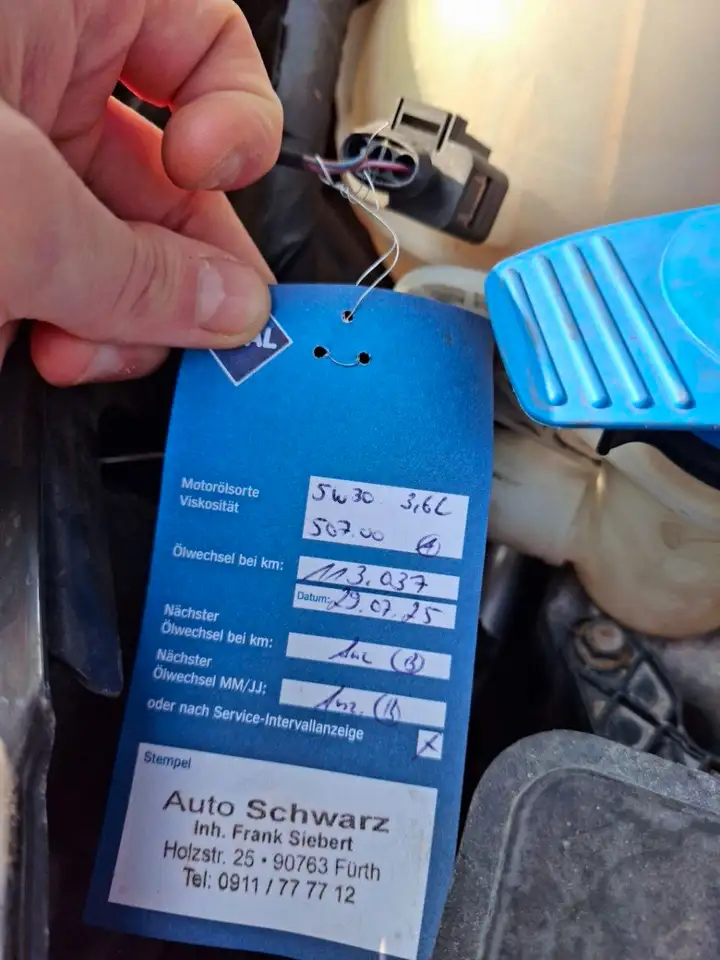 AL
Motorölsorte
Viskosität
5W30 3,6L
507.00 (A)
Ölwechsel bei km:
113.037
Datum: 29.07.25
Nächster
Ölwechsel bei km:
(B)
Nächster
Ölwechsel MM/JJ:
oder nach Service-Intervallanzeige
X
Stempel
Auto Schwarz
Inh. Frank Siebert
Holzstr. 25 • 90763 Fürth
Tel: 0911 / 77 77 12